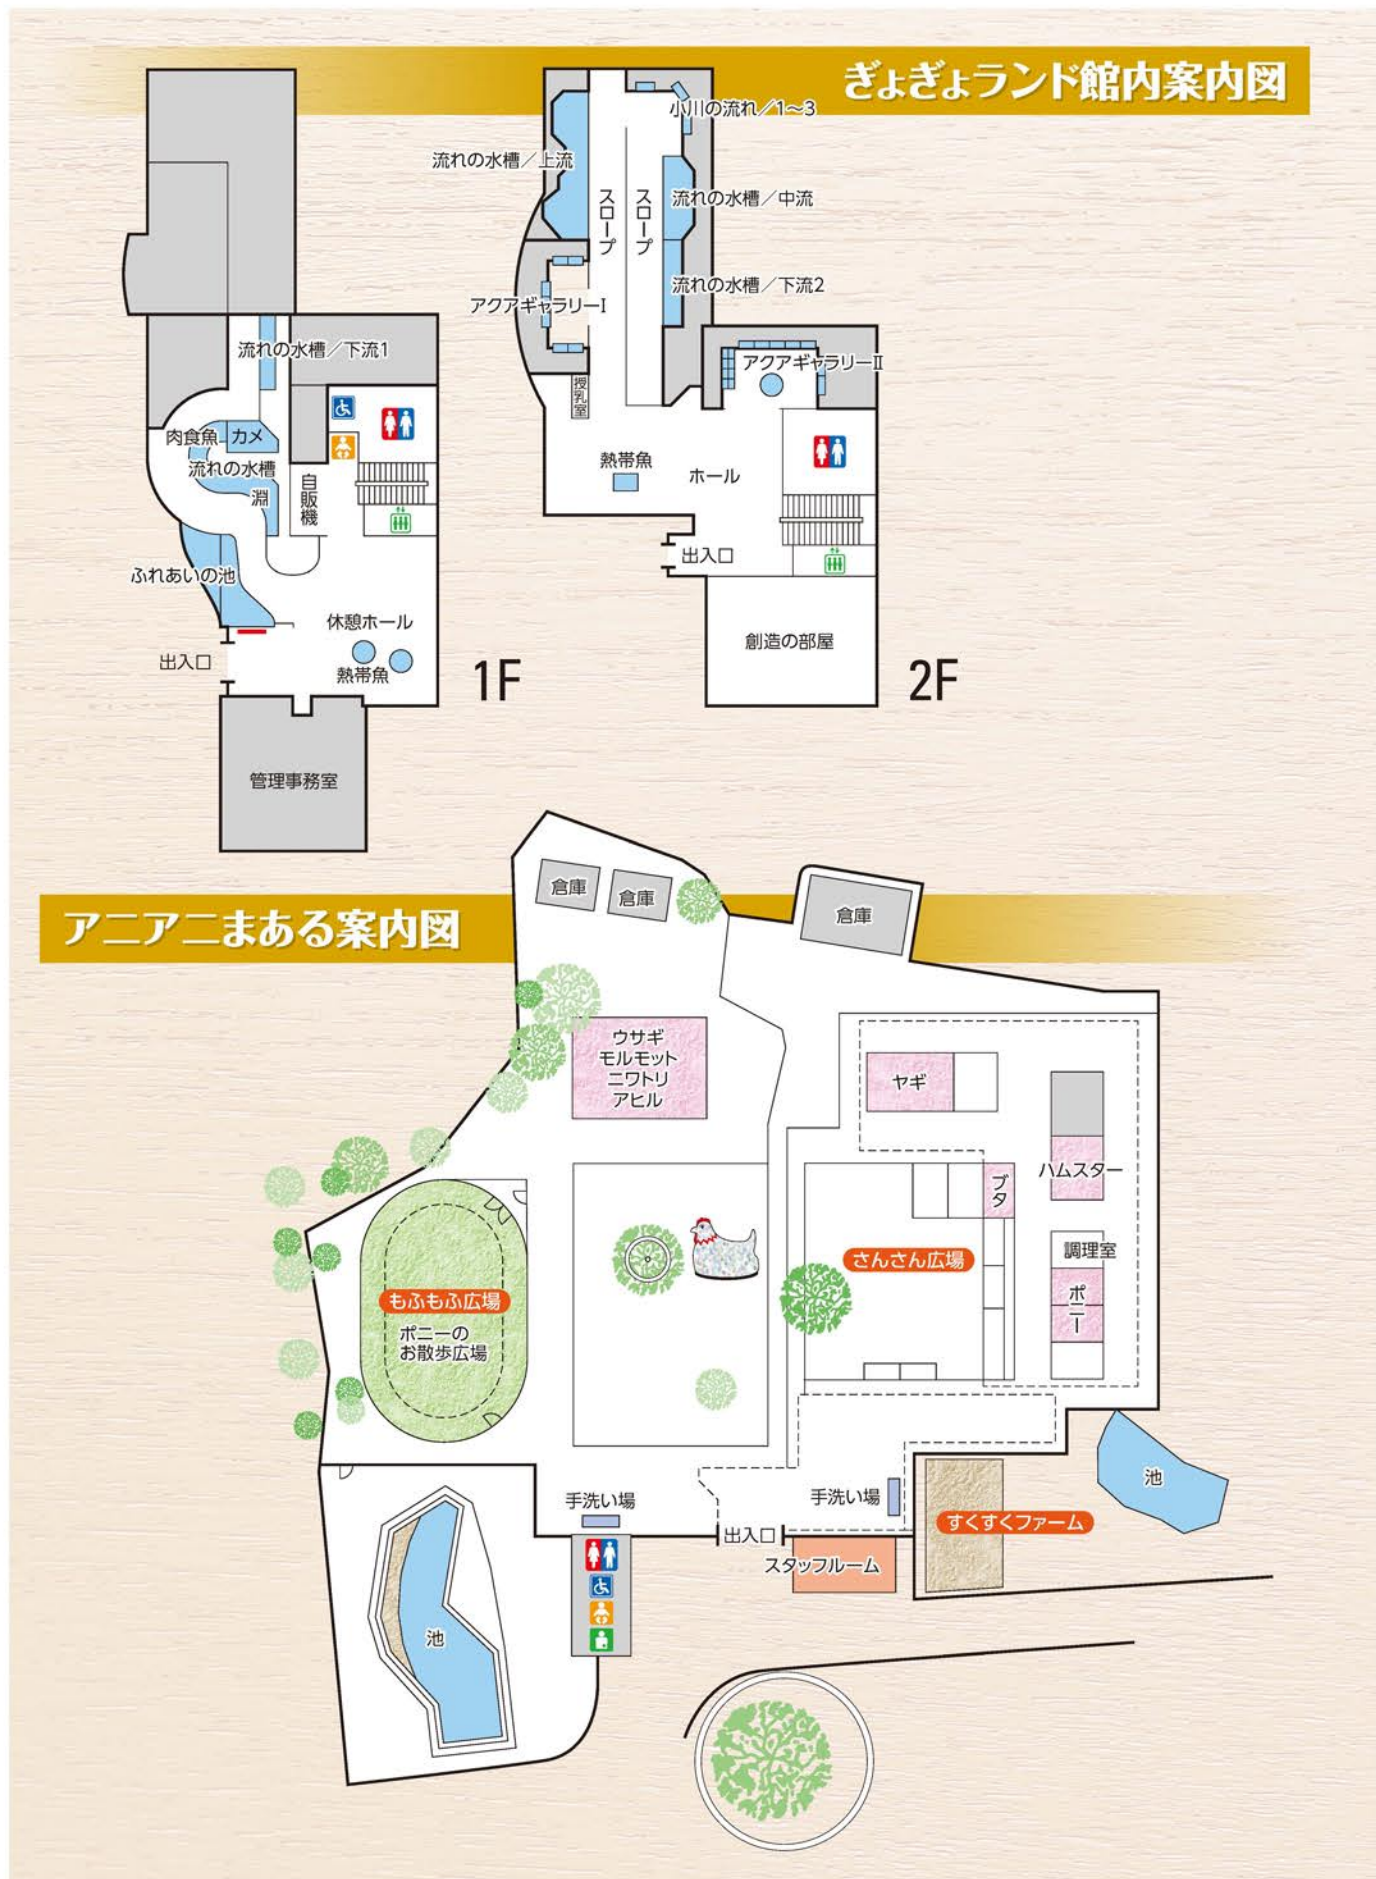 ぎょぎょランド館内案内図
小川の流れ/1~3
流れの水槽/上流
スロープ
スロープ
流れの水槽/中流
流れの水槽/下流2
アクアギャラリーⅠ
アクアギャラリーⅡ
授乳室
熱帯魚
ホール
出入口
創造の部屋
2F
流れの水槽/下流1
肉食魚
カメ
流れの水槽
淵
自販機
ふれあいの池
休憩ホール
出入口
熱帯魚
1F
管理事務室
アニアニまある案内図
倉庫
倉庫
倉庫
ウサギ
モルモット
ニワトリ
アヒル
ヤギ
ハムスター
ブタ
調理室
さんさん広場
ポニー
もふもふ広場
ポニーの
お散歩広場
池
手洗い場
手洗い場
すくすくファーム
出入口
スタッフルーム
池